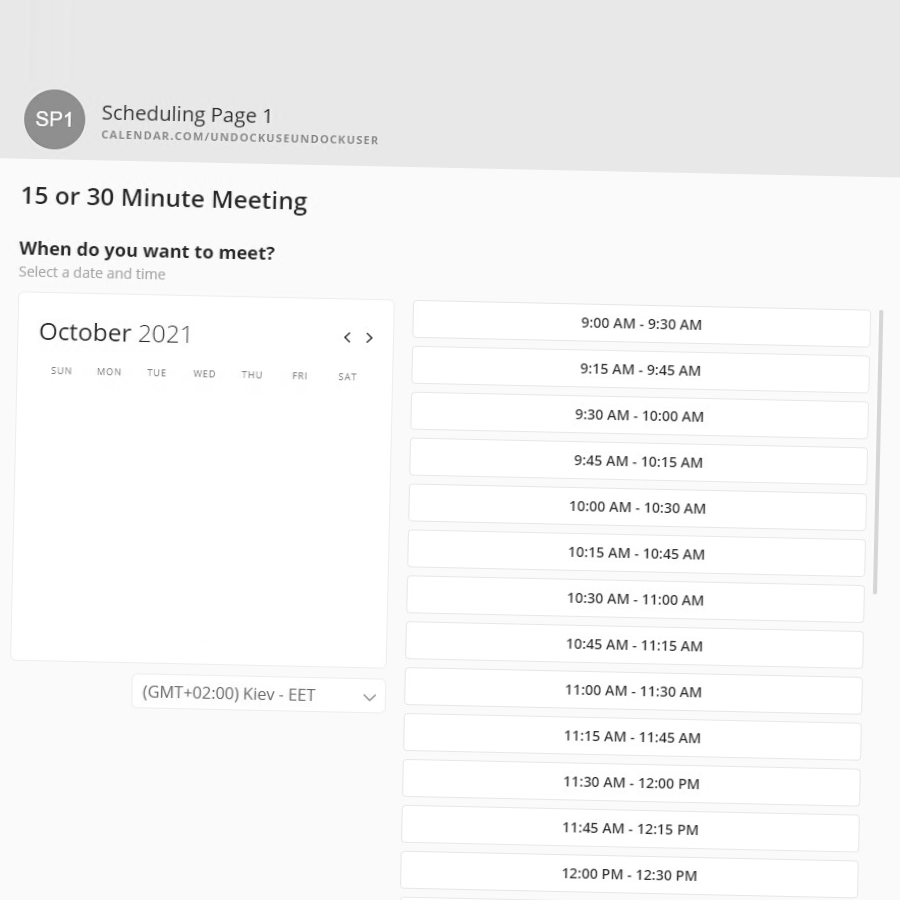 SP1
Scheduling Page 1
CALENDAR.COM/UNDOCKUSEUNDOCKUSER
15 or 30 Minute Meeting
When do you want to meet?
Select a date and time
October 2021
SUN MON TUE WED THU FRI SAT
(GMT+02:00) Kiev - EET
9:00 AM - 9:30 AM
9:15 AM - 9:45 AM
9:30 AM - 10:00 AM
9:45 AM - 10:15 AM
10:00 AM - 10:30 AM
10:15 AM - 10:45 AM
10:30 AM - 11:00 AM
10:45 AM - 11:15 AM
11:00 AM - 11:30 AM
11:15 AM - 11:45 AM
11:30 AM - 12:00 PM
11:45 AM - 12:15 PM
12:00 PM - 12:30 PM